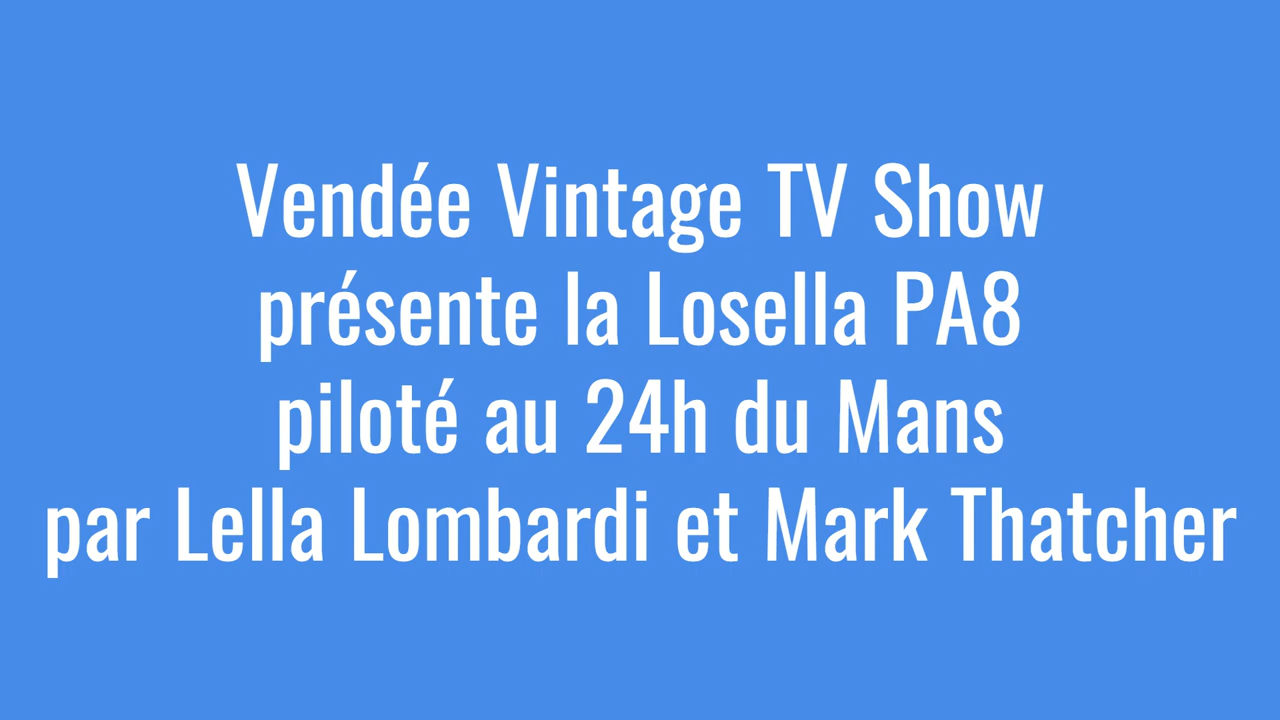 Vendée Vintage TV Show
présente la Losella PA8
piloté au 24h du Mans
par Lella Lombardi et Mark Thatcher